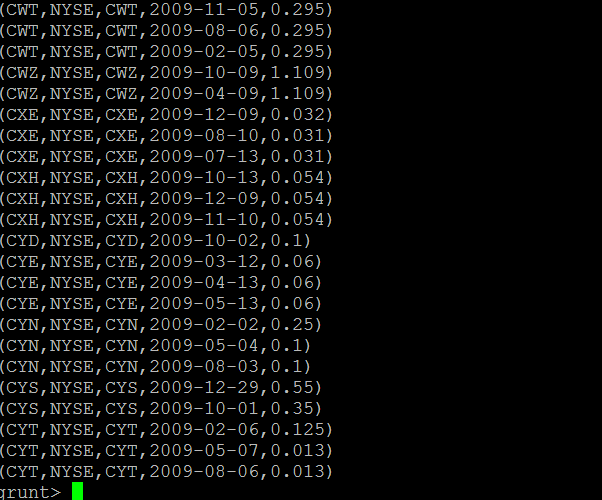 (CWT,NYSE,CWT,2009-11-05,0.295)
(CWT,NYSE,CWT,2009-08-06,0.295)
(CWT,NYSE,CWT,2009-02-05,0.295)
(CWZ,NYSE,CWZ,2009-10-09,1.109)
(CWZ,NYSE,CWZ,2009-04-09,1.109)
(CXE,NYSE,CXE,2009-12-09,0.032)
(CXE,NYSE,CXE,2009-08-10,0.031)
(CXE,NYSE,CXE,2009-07-13,0.031)
(CXH,NYSE,CXH,2009-10-13,0.054)
(CXH,NYSE,CXH,2009-12-09,0.054)
(CXH,NYSE,CXH,2009-11-10,0.054)
(CYD,NYSE,CYD,2009-10-02,0.1)
(CYE,NYSE,CYE,2009-03-12,0.06)
(CYE,NYSE,CYE,2009-04-13,0.06)
(CYE,NYSE,CYE,2009-05-13,0.06)
(CYN,NYSE,CYN,2009-02-02,0.25)
(CYN,NYSE,CYN,2009-05-04,0.1)
(CYN,NYSE,CYN,2009-08-03,0.1)
(CYS,NYSE,CYS,2009-12-29,0.55)
(CYS,NYSE,CYS,2009-10-01,0.35)
(CYT,NYSE,CYT,2009-02-06,0.125)
(CYT,NYSE,CYT,2009-05-07,0.013)
(CYT,NYSE,CYT,2009-08-06,0.013)
grunt>